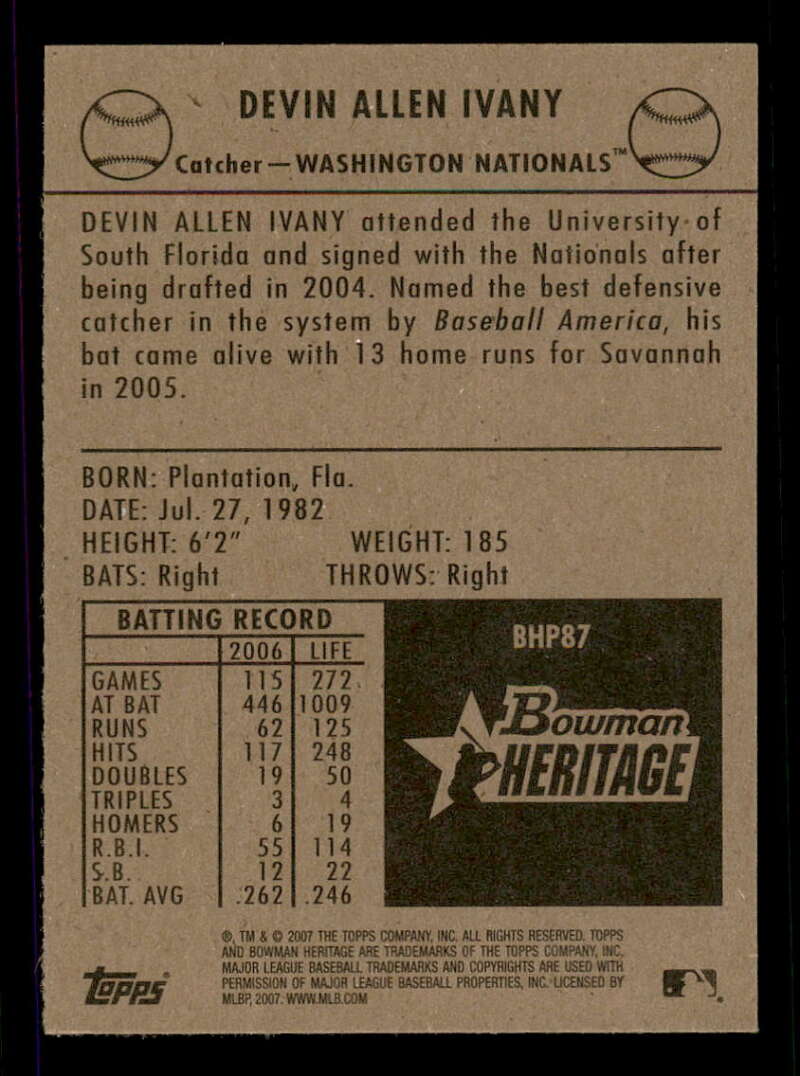 DEVIN ALLEN IVANY
Catcher—WASHINGTON NATIONALS™
DEVIN ALLEN IVANY attended the University of
South Florida and signed with the Nationals after
being drafted in 2004. Named the best defensive
catcher in the system by Baseball America, his
bat came alive with 13 home runs for Savannah
in 2005.
BORN: Plantation, Fla.
DATE: Jul. 27, 1982
HEIGHT: 6'2" WEIGHT: 185
BATS: Right THROWS: Right
BATTING RECORD
2006 LIFE
GAMES 115 272
AT BAT 446 1009
RUNS 62 125
HITS 117 248
DOUBLES 19 50
TRIPLES 3 4
HOMERS 6 19
R.B.I. 55 114
S.B. 12 22
BAT. AVG .262 .246
BHP87
Bowman
HERITAGE
®, TM & © 2007 THE TOPPS COMPANY, INC. ALL RIGHTS RESERVED. TOPPS
AND BOWMAN HERITAGE ARE TRADEMARKS OF THE TOPPS COMPANY, INC.
MAJOR LEAGUE BASEBALL TRADEMARKS AND COPYRIGHTS ARE USED WITH
PERMISSION OF MAJOR LEAGUE BASEBALL PROPERTIES, INC. LICENSED BY
MLBP, 2007. WWW.MLB.COM
Topps®